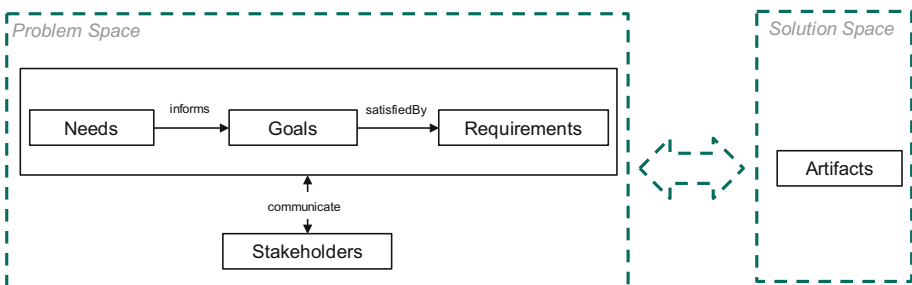 Problem Space
Solution Space
informs
satisfiedBy
Needs
Goals
Requirements
Artifacts
communicate
Stakeholders